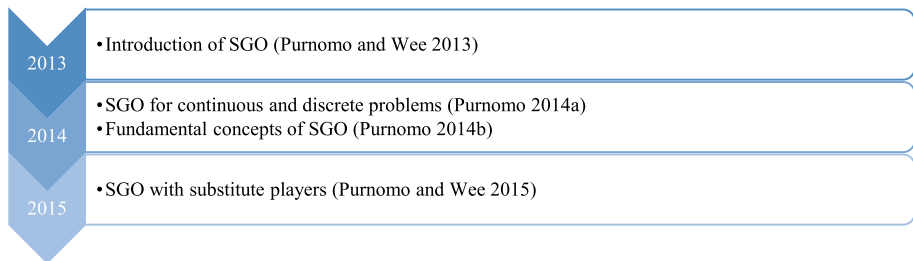 2013
•Introduction of SGO (Purnomo and Wee 2013)
2014
•SGO for continuous and discrete problems (Purnomo 2014a)
•Fundamental concepts of SGO (Purnomo 2014b)
2015
•SGO with substitute players (Purnomo and Wee 2015)